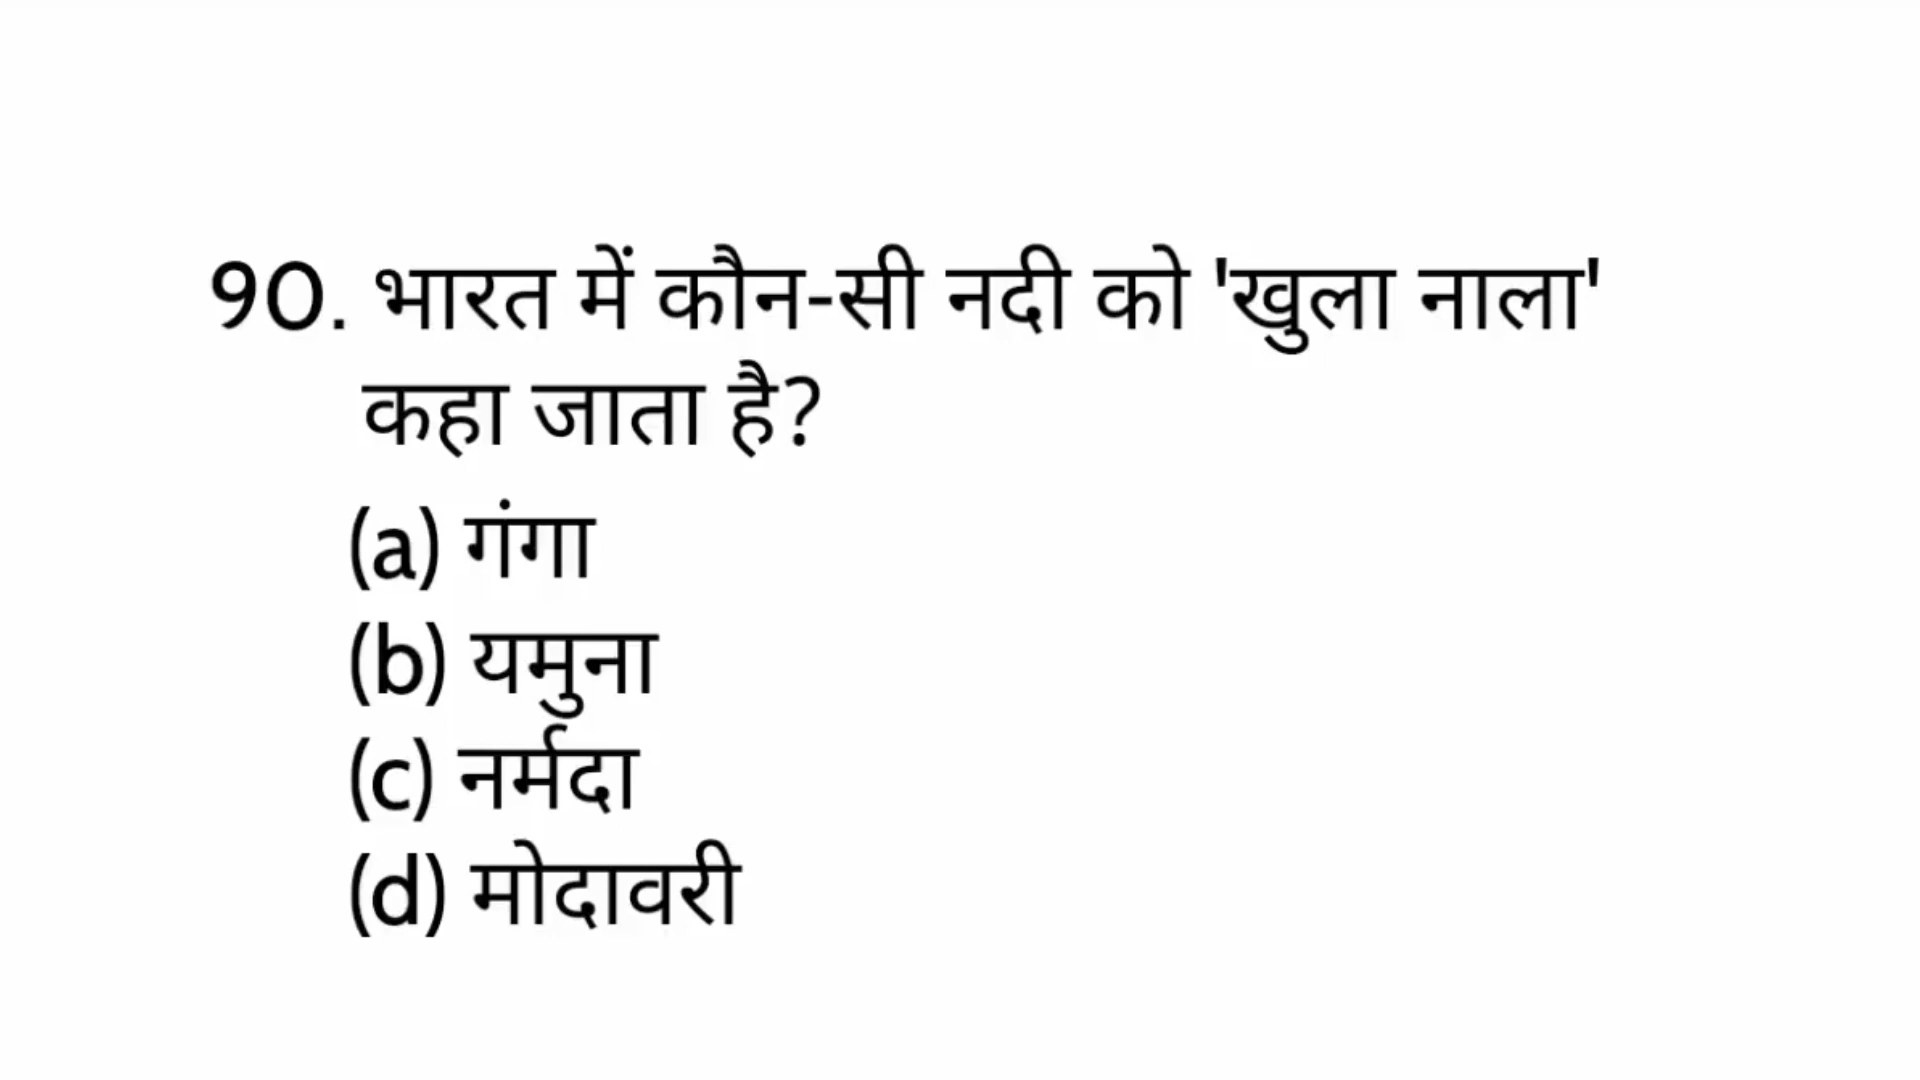 90. भारत में कौन-सी नदी को 'खुला नाला'
कहा जाता है?
(a) गंगा
(b) यमुना
(c) नर्मदा
(d) मोदावरी